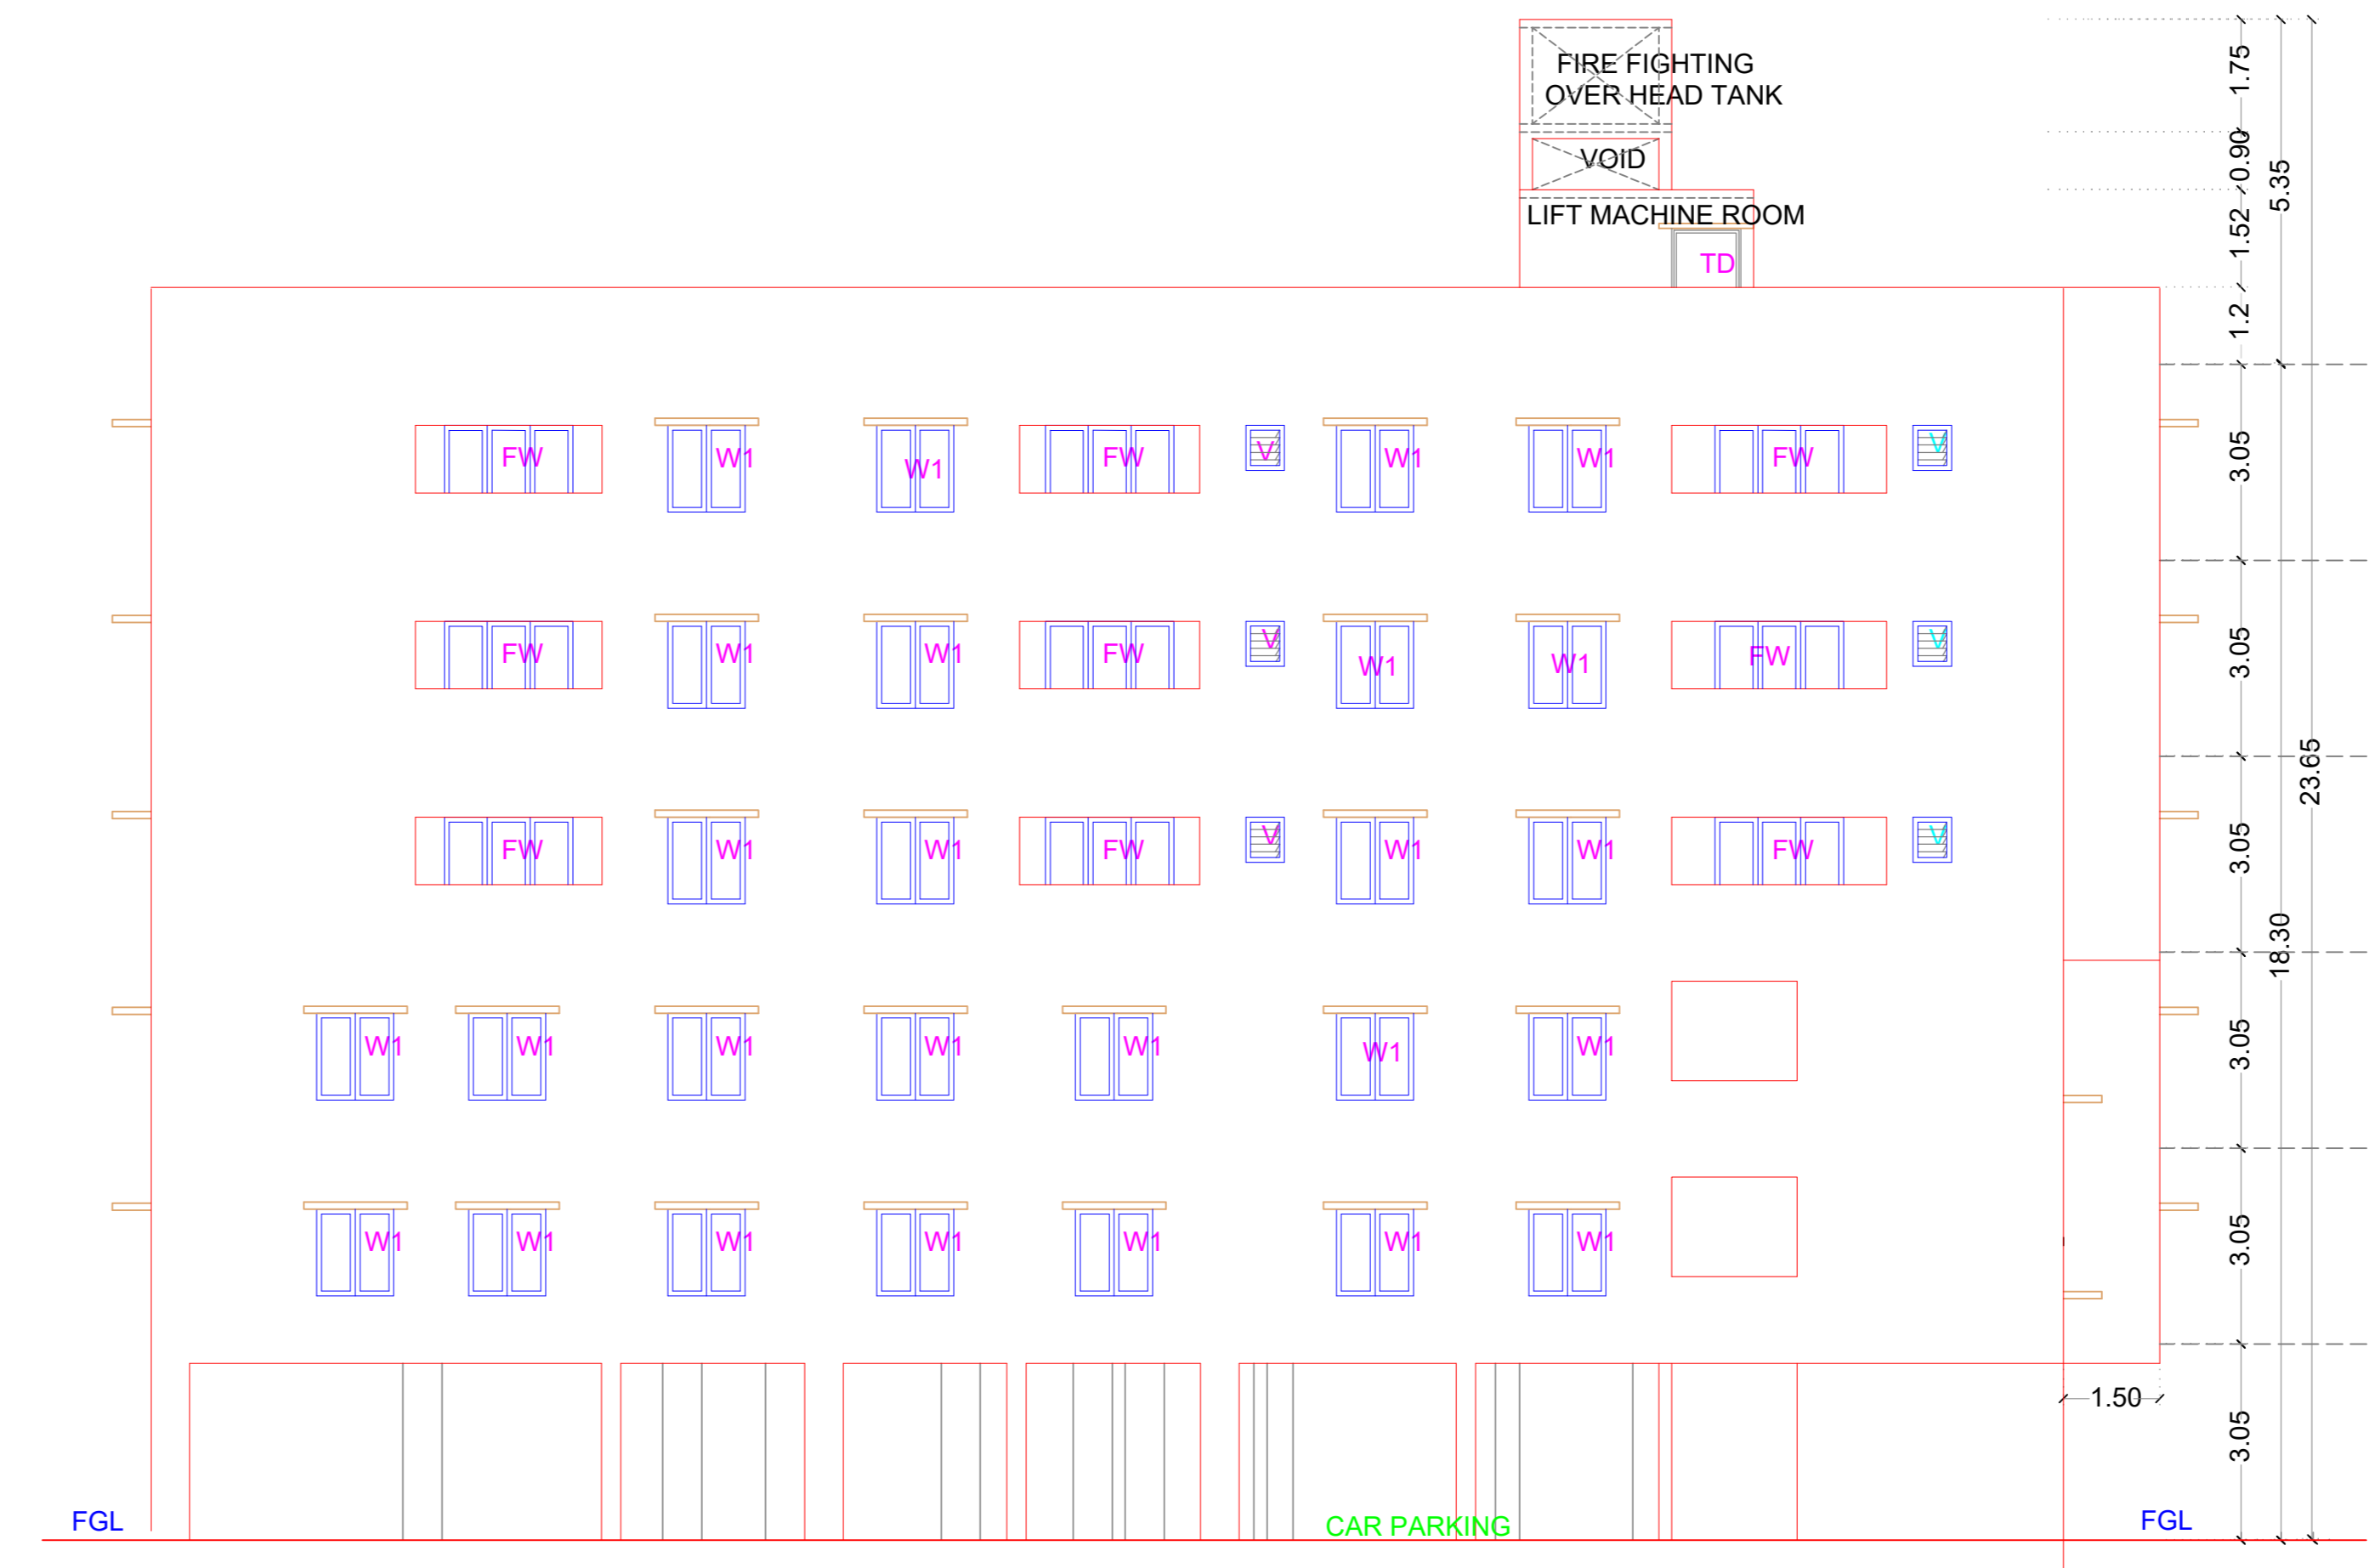 FIRE FIGHTING
OVER HEAD TANK
VOID
LIFT MACHINE ROOM
TD
1.75
0.90
1.52
1.2
5.35
FW W1 W1 FW V W1 W1 FW V
3.05
FW W1 W1 FW V W1 W1 FW V
3.05
23.65
FW W1 W1 FW V W1 W1 FW V
3.05
18.30
W1 W1 W1 W1 W1 W1 W1
3.05
W1 W1 W1 W1 W1 W1 W1
3.05
1.50
3.05
FGL
CAR PARKING
FGL